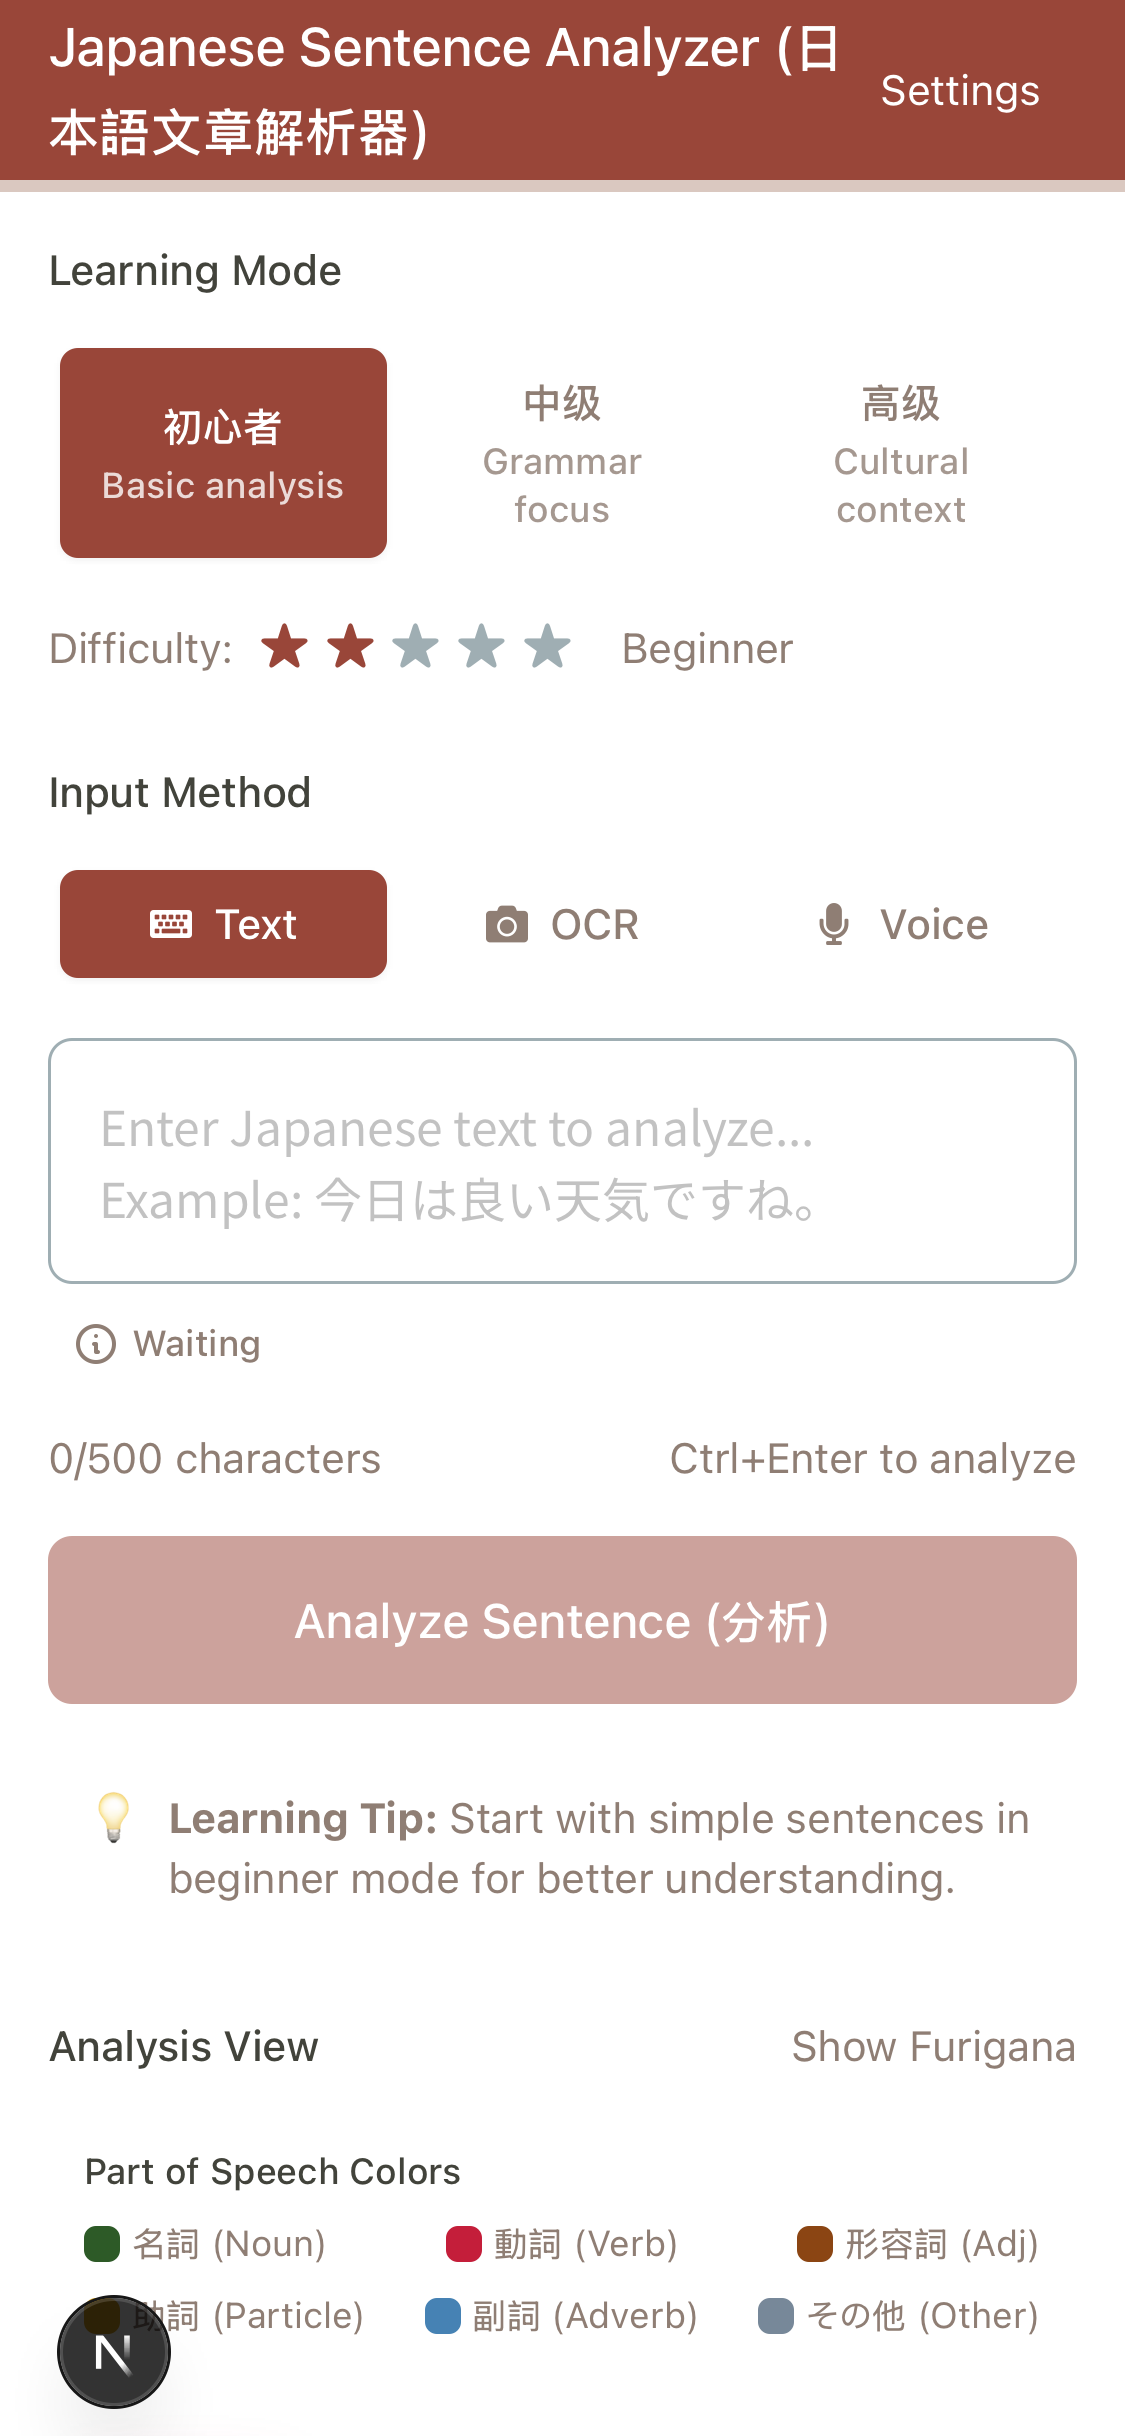 Japanese Sentence Analyzer (日
本語文章解析器)
Settings
Learning Mode
初心者
Basic analysis
中级
Grammar
focus
高级
Cultural
context
Difficulty:
Beginner
Input Method
Text
OCR
Voice
Enter Japanese text to analyze...
Example: 今日は良い天気ですね。
Waiting
0/500 characters
Ctrl+Enter to analyze
Analyze Sentence (分析)
Learning Tip: Start with simple sentences in
beginner mode for better understanding.
Analysis View
Show Furigana
Part of Speech Colors
名詞 (Noun)
動詞 (Verb)
形容詞 (Adj)
助詞 (Particle)
副詞 (Adverb)
その他 (Other)
N